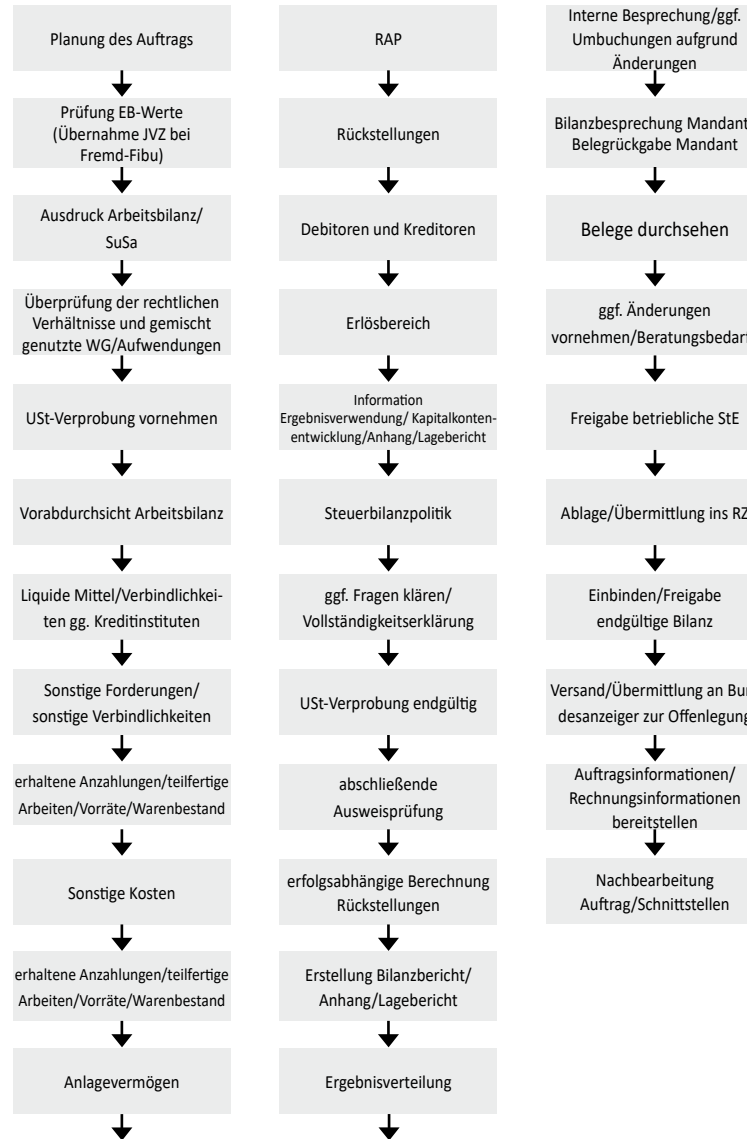 Planung des Auftrags
Prüfung EB-Werte
(Übernahme JVZ bei
Fremd-Fibu)
Ausdruck Arbeitsbilanz/
SuSa
Überprüfung der rechtlichen
Verhältnisse und gemischt
genutzte WG/Aufwendungen
USt-Verprobung vornehmen
Vorabdurchsicht Arbeitsbilanz
Liquide Mittel/Verbindlichkei-
ten gg. Kreditinstituten
Sonstige Forderungen/
sonstige Verbindlichkeiten
erhaltene Anzahlungen/teilfertige
Arbeiten/Vorräte/Warenbestand
Sonstige Kosten
erhaltene Anzahlungen/teilfertige
Arbeiten/Vorräte/Warenbestand
Anlagevermögen
RAP
Rückstellungen
Debitoren und Kreditoren
Erlösbereich
Information
Ergebnisverwendung/ Kapitalkonten-
entwicklung/Anhang/Lagebericht
Steuerbilanzpolitik
ggf. Fragen klären/
Vollständigkeitserklärung
USt-Verprobung endgültig
abschließende
Ausweisprüfung
erfolgsabhängige Berechnung
Rückstellungen
Erstellung Bilanzbericht/
Anhang/Lagebericht
Ergebnisverteilung
Interne Besprechung/ggf.
Umbuchungen aufgrund
Änderungen
Bilanzbesprechung Mandant
Belegrückgabe Mandant
Belege durchsehen
ggf. Änderungen
vornehmen/Beratungsbedarf
Freigabe betriebliche StE
Ablage/Übermittlung ins RZ
Einbinden/Freigabe
endgültige Bilanz
Versand/Übermittlung an Bun
desanzeiger zur Offenlegung
Auftragsinformationen/
Rechnungsinformationen
bereitstellen
Nachbearbeitung
Auftrag/Schnittstellen